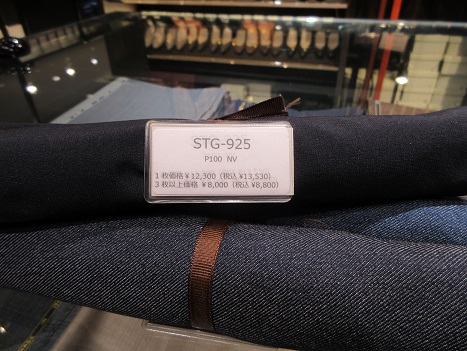 STG-925
P100 NV
1枚価格￥12,300（税込￥13,530）
3枚以上価格 ￥8,000（税込￥8,800）